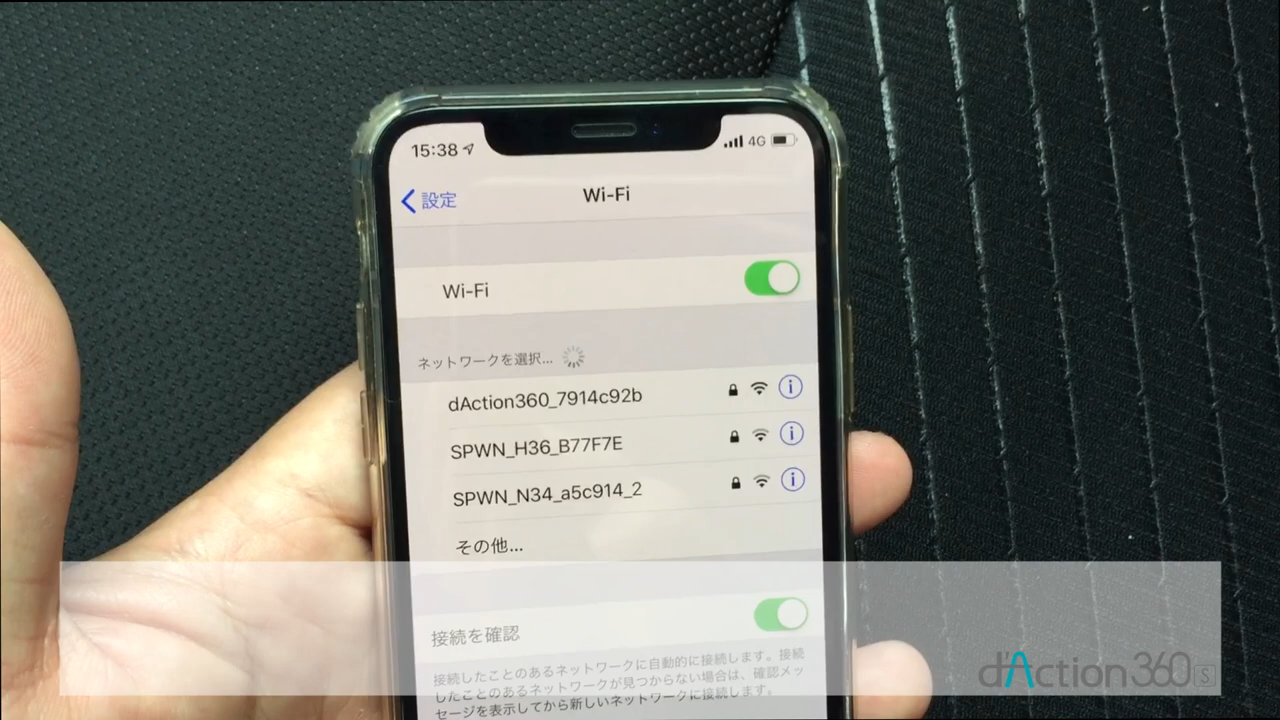 15:38
4G
設定
Wi-Fi
Wi-Fi
ネットワークを選択...
dAction360_7914c92b
SPWN_H36_B77F7E
SPWN_N34_a5c914_2
その他...
接続を確認
接続したことのあるネットワークに自動的に接続します。接続
したことのあるネットワークが見つからない場合は、確認メッ
セージを表示してから新しいネットワークに接続します。
d'Action 360 S